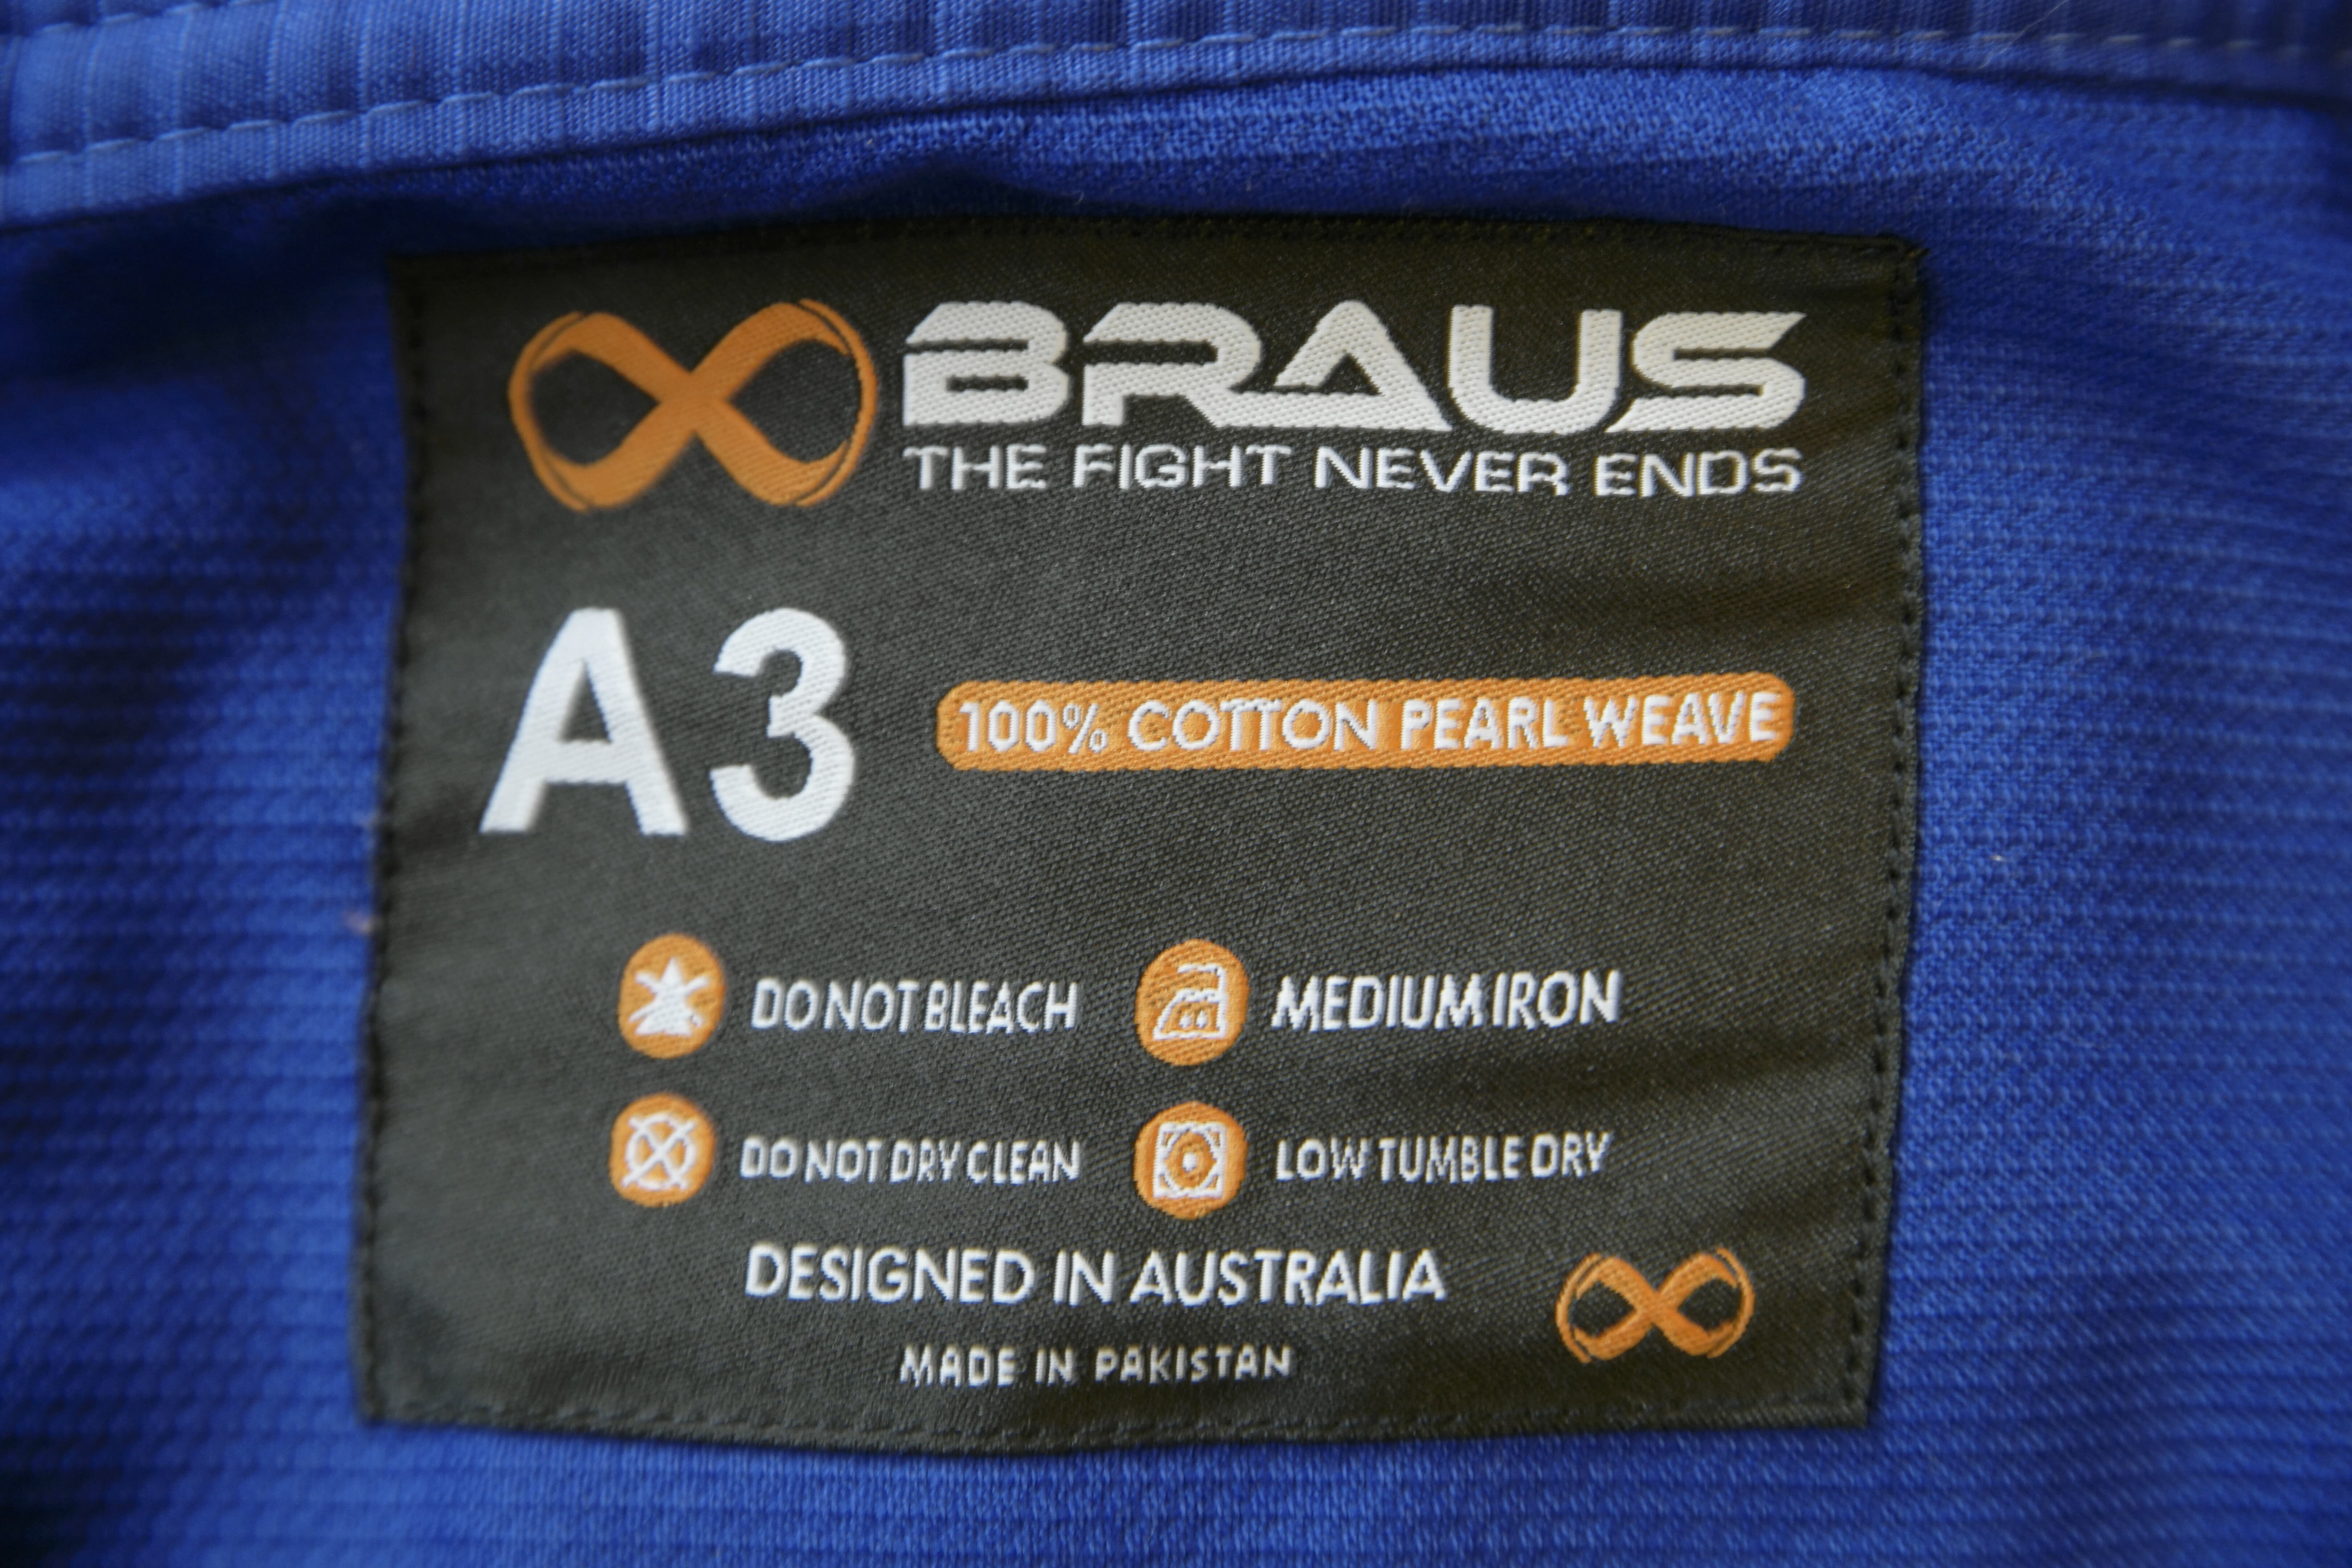 BRAUS
THE FIGHT NEVER ENDS
A3
100% COTTON PEARL WEAVE
DO NOT BLEACH
MEDIUM IRON
DO NOT DRY CLEAN
LOW TUMBLE DRY
DESIGNED IN AUSTRALIA
MADE IN PAKISTAN